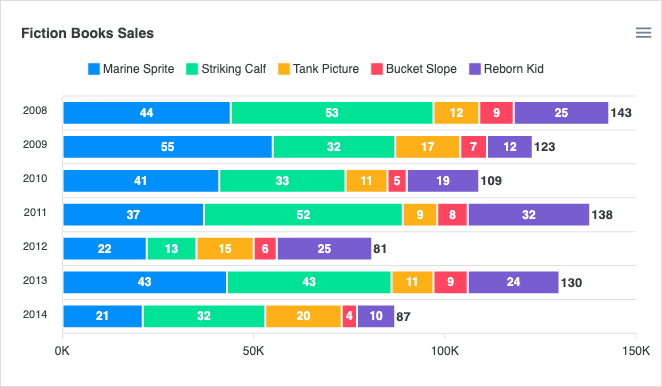 Fiction Books Sales
Marine Sprite Striking Calf Tank Picture Bucket Slope Reborn Kid
2008 44 53 12 9 25 143
2009 55 32 17 7 12 123
2010 41 33 11 5 19 109
2011 37 52 9 8 32 138
2012 22 13 15 6 25 81
2013 43 43 11 9 24 130
2014 21 32 20 4 10 87
0K 50K 100K 150K